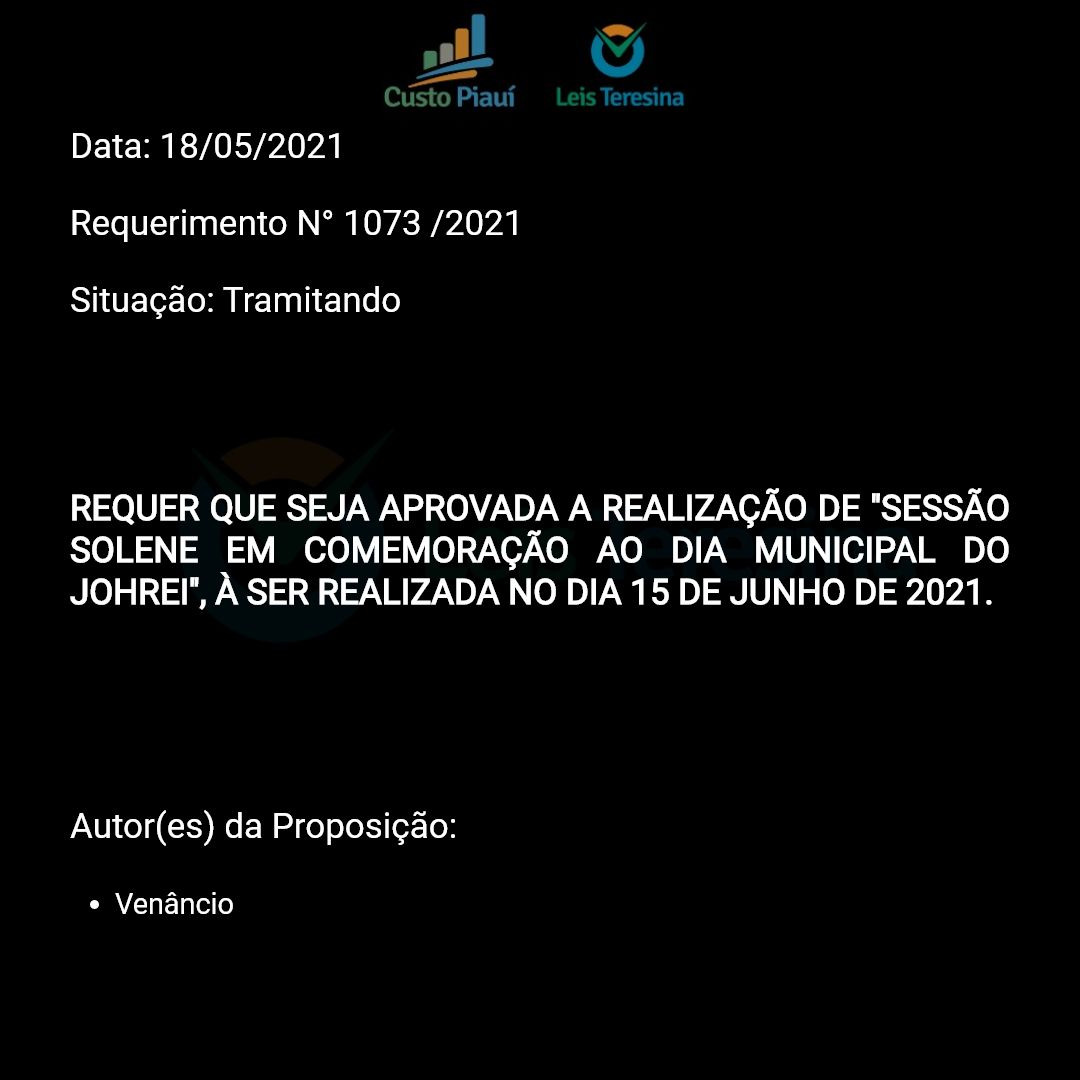 Custo Piauí
Leis Teresina
Data: 18/05/2021
Requerimento N° 1073 /2021
Situação: Tramitando
REQUER QUE SEJA APROVADA A REALIZAÇÃO DE "SESSÃO
SOLENE EM COMEMORAÇÃO AO DIA MUNICIPAL DO
JOHREI", À SER REALIZADA NO DIA 15 DE JUNHO DE 2021.
Autor(es) da Proposição:
• Venâncio